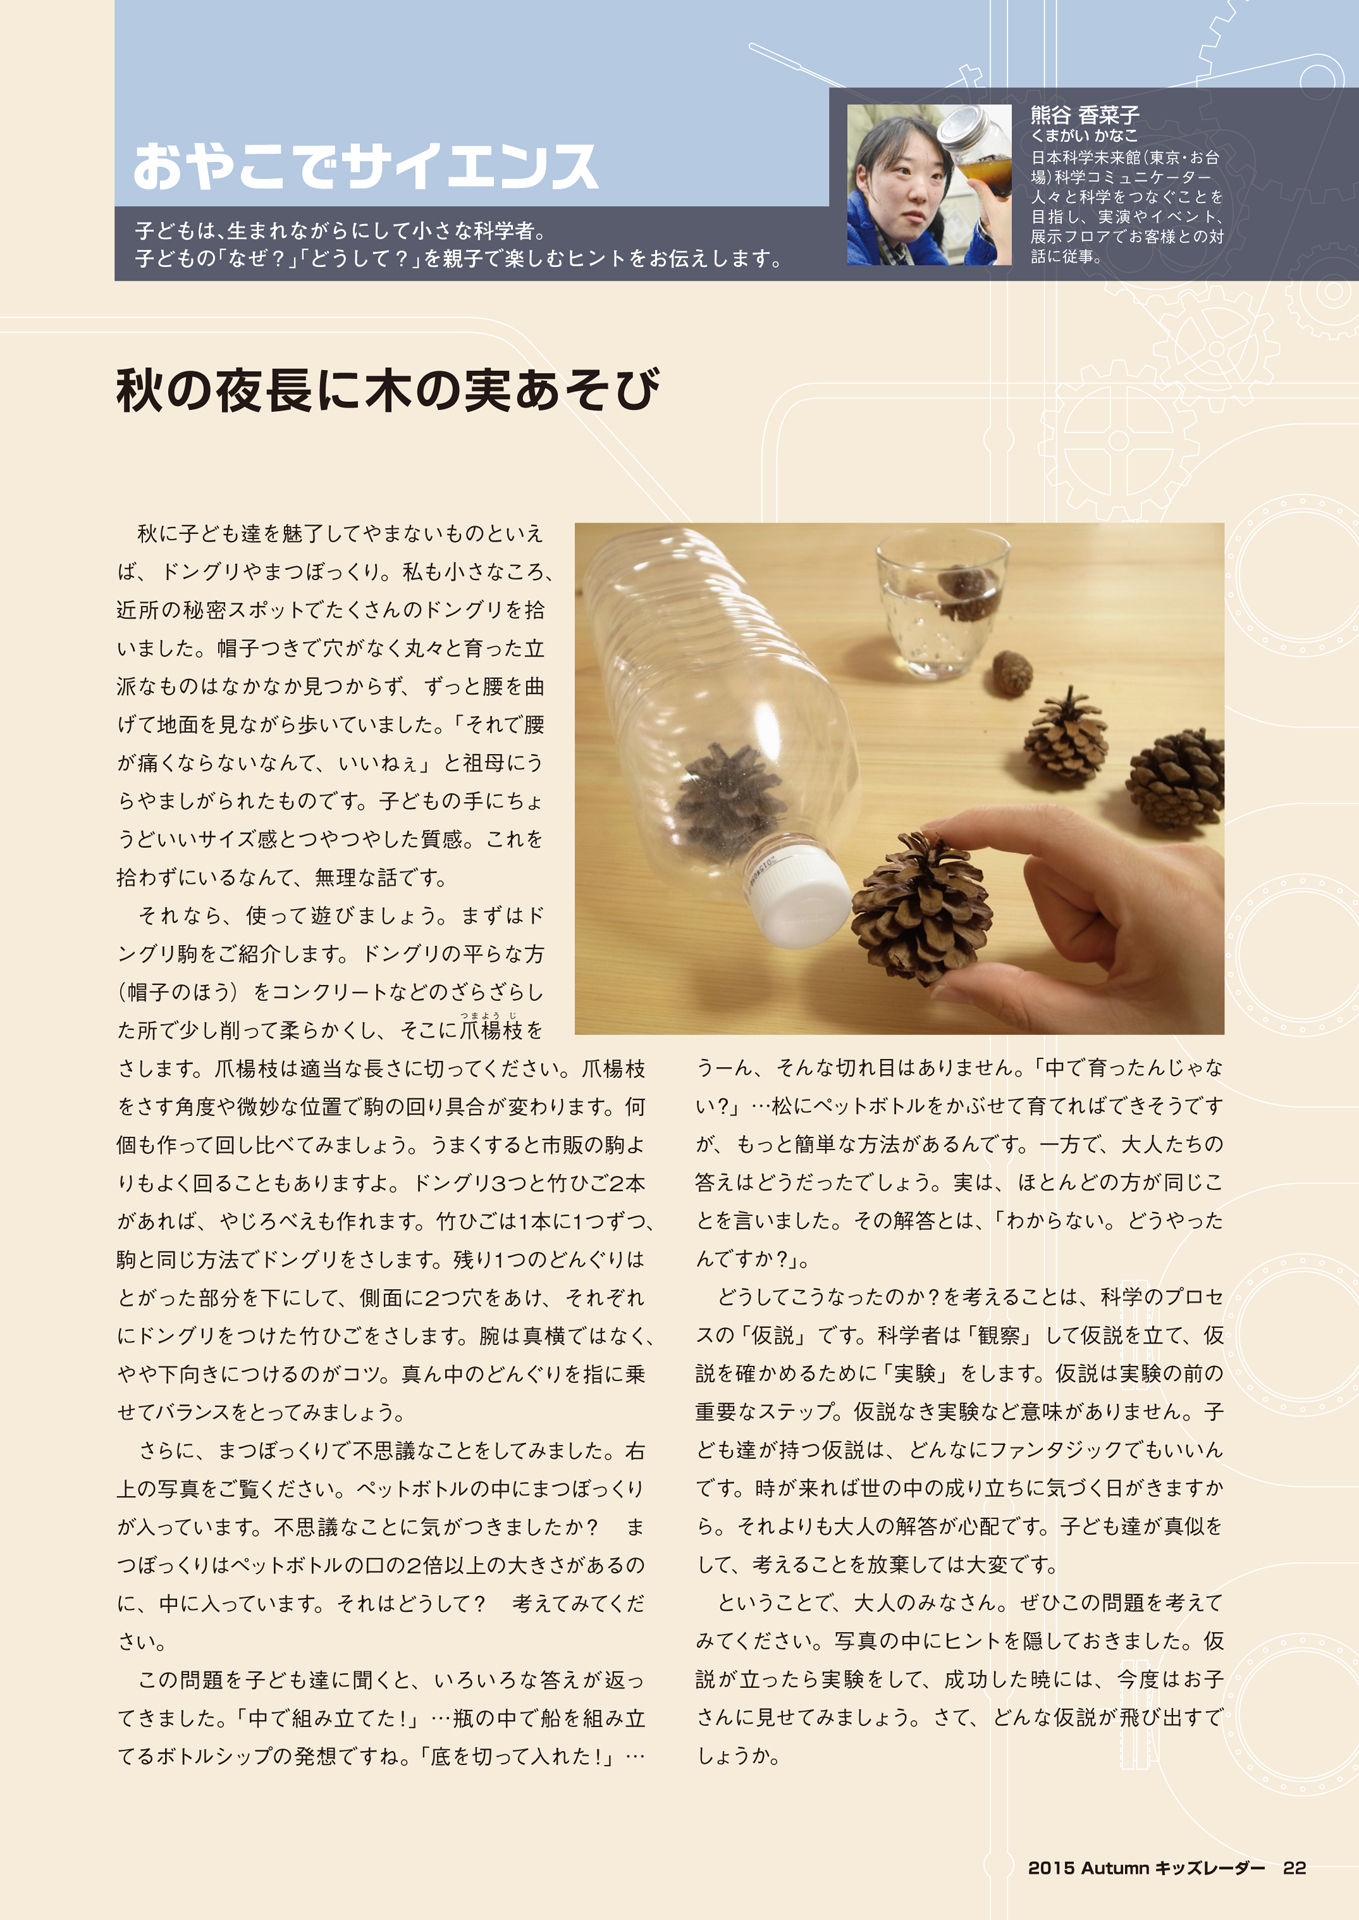 おやこでサイエンス
子どもは、生まれながらにして小さな科学者。
子どもの「なぜ？」「どうして？」を親子で楽しむヒントをお伝えします。
熊谷 香菜子
くまがい かなこ
日本科学未来館（東京・お台
場）科学コミュニケーター
人々と科学をつなぐことを
目指し、実演やイベント、
展示フロアでお客様との対
話に従事。
秋の夜長に木の実あそび
秋に子ども達を魅了してやまないものといえ
ば、ドングリやまつぼっくり。私も小さなころ、
近所の秘密スポットでたくさんのドングリを拾
いました。帽子つきで穴がなく丸々と育った立
派なものはなかなか見つからず、ずっと腰を曲
げて地面を見ながら歩いていました。「それで腰
が痛くならないなんて、いいねぇ」と祖母にう
らやましがられたものです。子どもの手にちょ
うどいいサイズ感とつやつやした質感。これを
拾わずにいるなんて、無理な話です。
それなら、使って遊びましょう。まずはド
ングリ駒をご紹介します。ドングリの平らな方
（帽子のほう）をコンクリートなどのざらざらし
つまようじ
た所で少し削って柔らかくし、そこに爪楊枝を
さします。爪楊枝は適当な長さに切ってください。爪楊枝
をさす角度や微妙な位置で駒の回り具合が変わります。何
個も作って回し比べてみましょう。うまくすると市販の駒よ
りもよく回ることもありますよ。ドングリ3つと竹ひご2本
があれば、やじろべえも作れます。竹ひごは1本に1つずつ、
駒と同じ方法でドングリをさします。残り1つのどんぐりは
とがった部分を下にして、側面に2つ穴をあけ、それぞれ
にドングリをつけた竹ひごをさします。腕は真横ではなく、
やや下向きにつけるのがコツ。真ん中のどんぐりを指に乗
せてバランスをとってみましょう。
さらに、まつぼっくりで不思議なことをしてみました。右
上の写真をご覧ください。ペットボトルの中にまつぼっくり
が入っています。不思議なことに気がつきましたか？　ま
つぼっくりはペットボトルの口の2倍以上の大きさがあるの
に、中に入っています。それはどうして？　考えてみてくだ
さい。
この問題を子ども達に聞くと、いろいろな答えが返っ
てきました。「中で組み立てた！」…瓶の中で船を組み立
てるボトルシップの発想ですね。「底を切って入れた！」…
うーん、そんな切れ目はありません。「中で育ったんじゃな
い？」…松にペットボトルをかぶせて育てればできそうです
が、もっと簡単な方法があるんです。一方で、大人たちの
答えはどうだったでしょう。実は、ほとんどの方が同じこ
とを言いました。その解答とは、「わからない。どうやった
んですか？」。
どうしてこうなったのか？を考えることは、科学のプロセ
スの「仮説」です。科学者は「観察」して仮説を立て、仮
説を確かめるために「実験」をします。仮説は実験の前の
重要なステップ。仮説なき実験など意味がありません。子
ども達が持つ仮説は、どんなにファンタジックでもいいん
です。時が来れば世の中の成り立ちに気づく日がきますか
ら。それよりも大人の解答が心配です。子ども達が真似を
して、考えることを放棄しては大変です。
ということで、大人のみなさん。ぜひこの問題を考えて
みてください。写真の中にヒントを隠しておきました。仮
説が立ったら実験をして、成功した暁には、今度はお子
さんに見せてみましょう。さて、どんな仮説が飛び出すで
しょうか。
2015 Autumn キッズレーダー 22